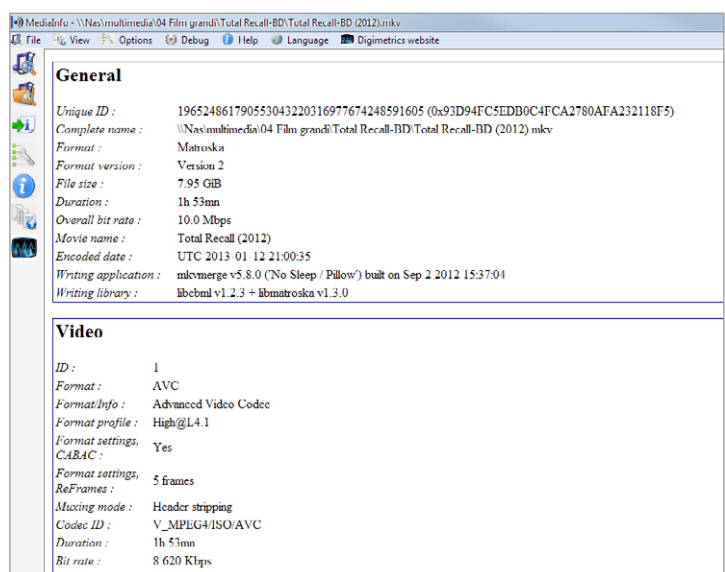 MediaInfo - \\Nas\multimedia\04 Film grandi\Total Recall-BD\Total Recall-BD (2012).mkv
File View Options Debug Help Language Digimetrics website
General
Unique ID : 196524861790553043220316977674248591605 (0x93D94FC5EDB0C4FCA2780AFA232118F5)
Complete name : \\Nas\multimedia\04 Film grandi\Total Recall-BD\Total Recall-BD (2012).mkv
Format : Matroska
Format version : Version 2
File size : 7.95 GiB
Duration : 1h 53mn
Overall bit rate : 10.0 Mbps
Movie name : Total Recall (2012)
Encoded date : UTC 2013-01-12 21:00:35
Writing application : mkvmerge v5.8.0 ('No Sleep / Pillow') built on Sep 2 2012 15:37:04
Writing library : libebml v1.2.3 + libmatroska v1.3.0
Video
ID : 1
Format : AVC
Format/Info : Advanced Video Codec
Format profile : High@L4.1
Format settings,
CABAC : Yes
Format settings,
ReFrames : 5 frames
Muxing mode : Header stripping
Codec ID : V_MPEG4/ISO/AVC
Duration : 1h 53mn
Bit rate : 8 620 Kbps